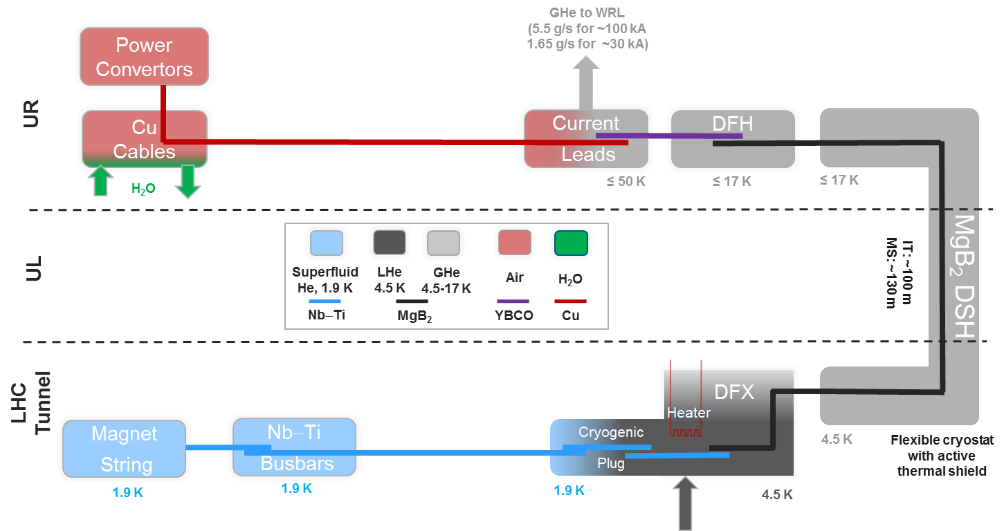 GHe to WRL
(5.5 g/s for ~100 kA
1.65 g/s for ~30 kA)
Power
Convertors
UR
Cu
Cables
H₂O
Current
Leads
≤ 50 K
DFH
≤ 17 K
≤ 17 K
UL
Superfluid
He, 1.9 K
LHe
4.5 K
GHe
4.5-17 K
Air
H₂O
Nb–Ti
MgB₂
YBCO
Cu
IT: ~100 m
MS: ~130 m
MgB₂ DSH
LHC
Tunnel
Magnet
String
1.9 K
Nb–Ti
Busbars
1.9 K
Cryogenic
Plug
1.9 K
Heater
DFX
4.5 K
4.5 K
Flexible cryostat
with active
thermal shield